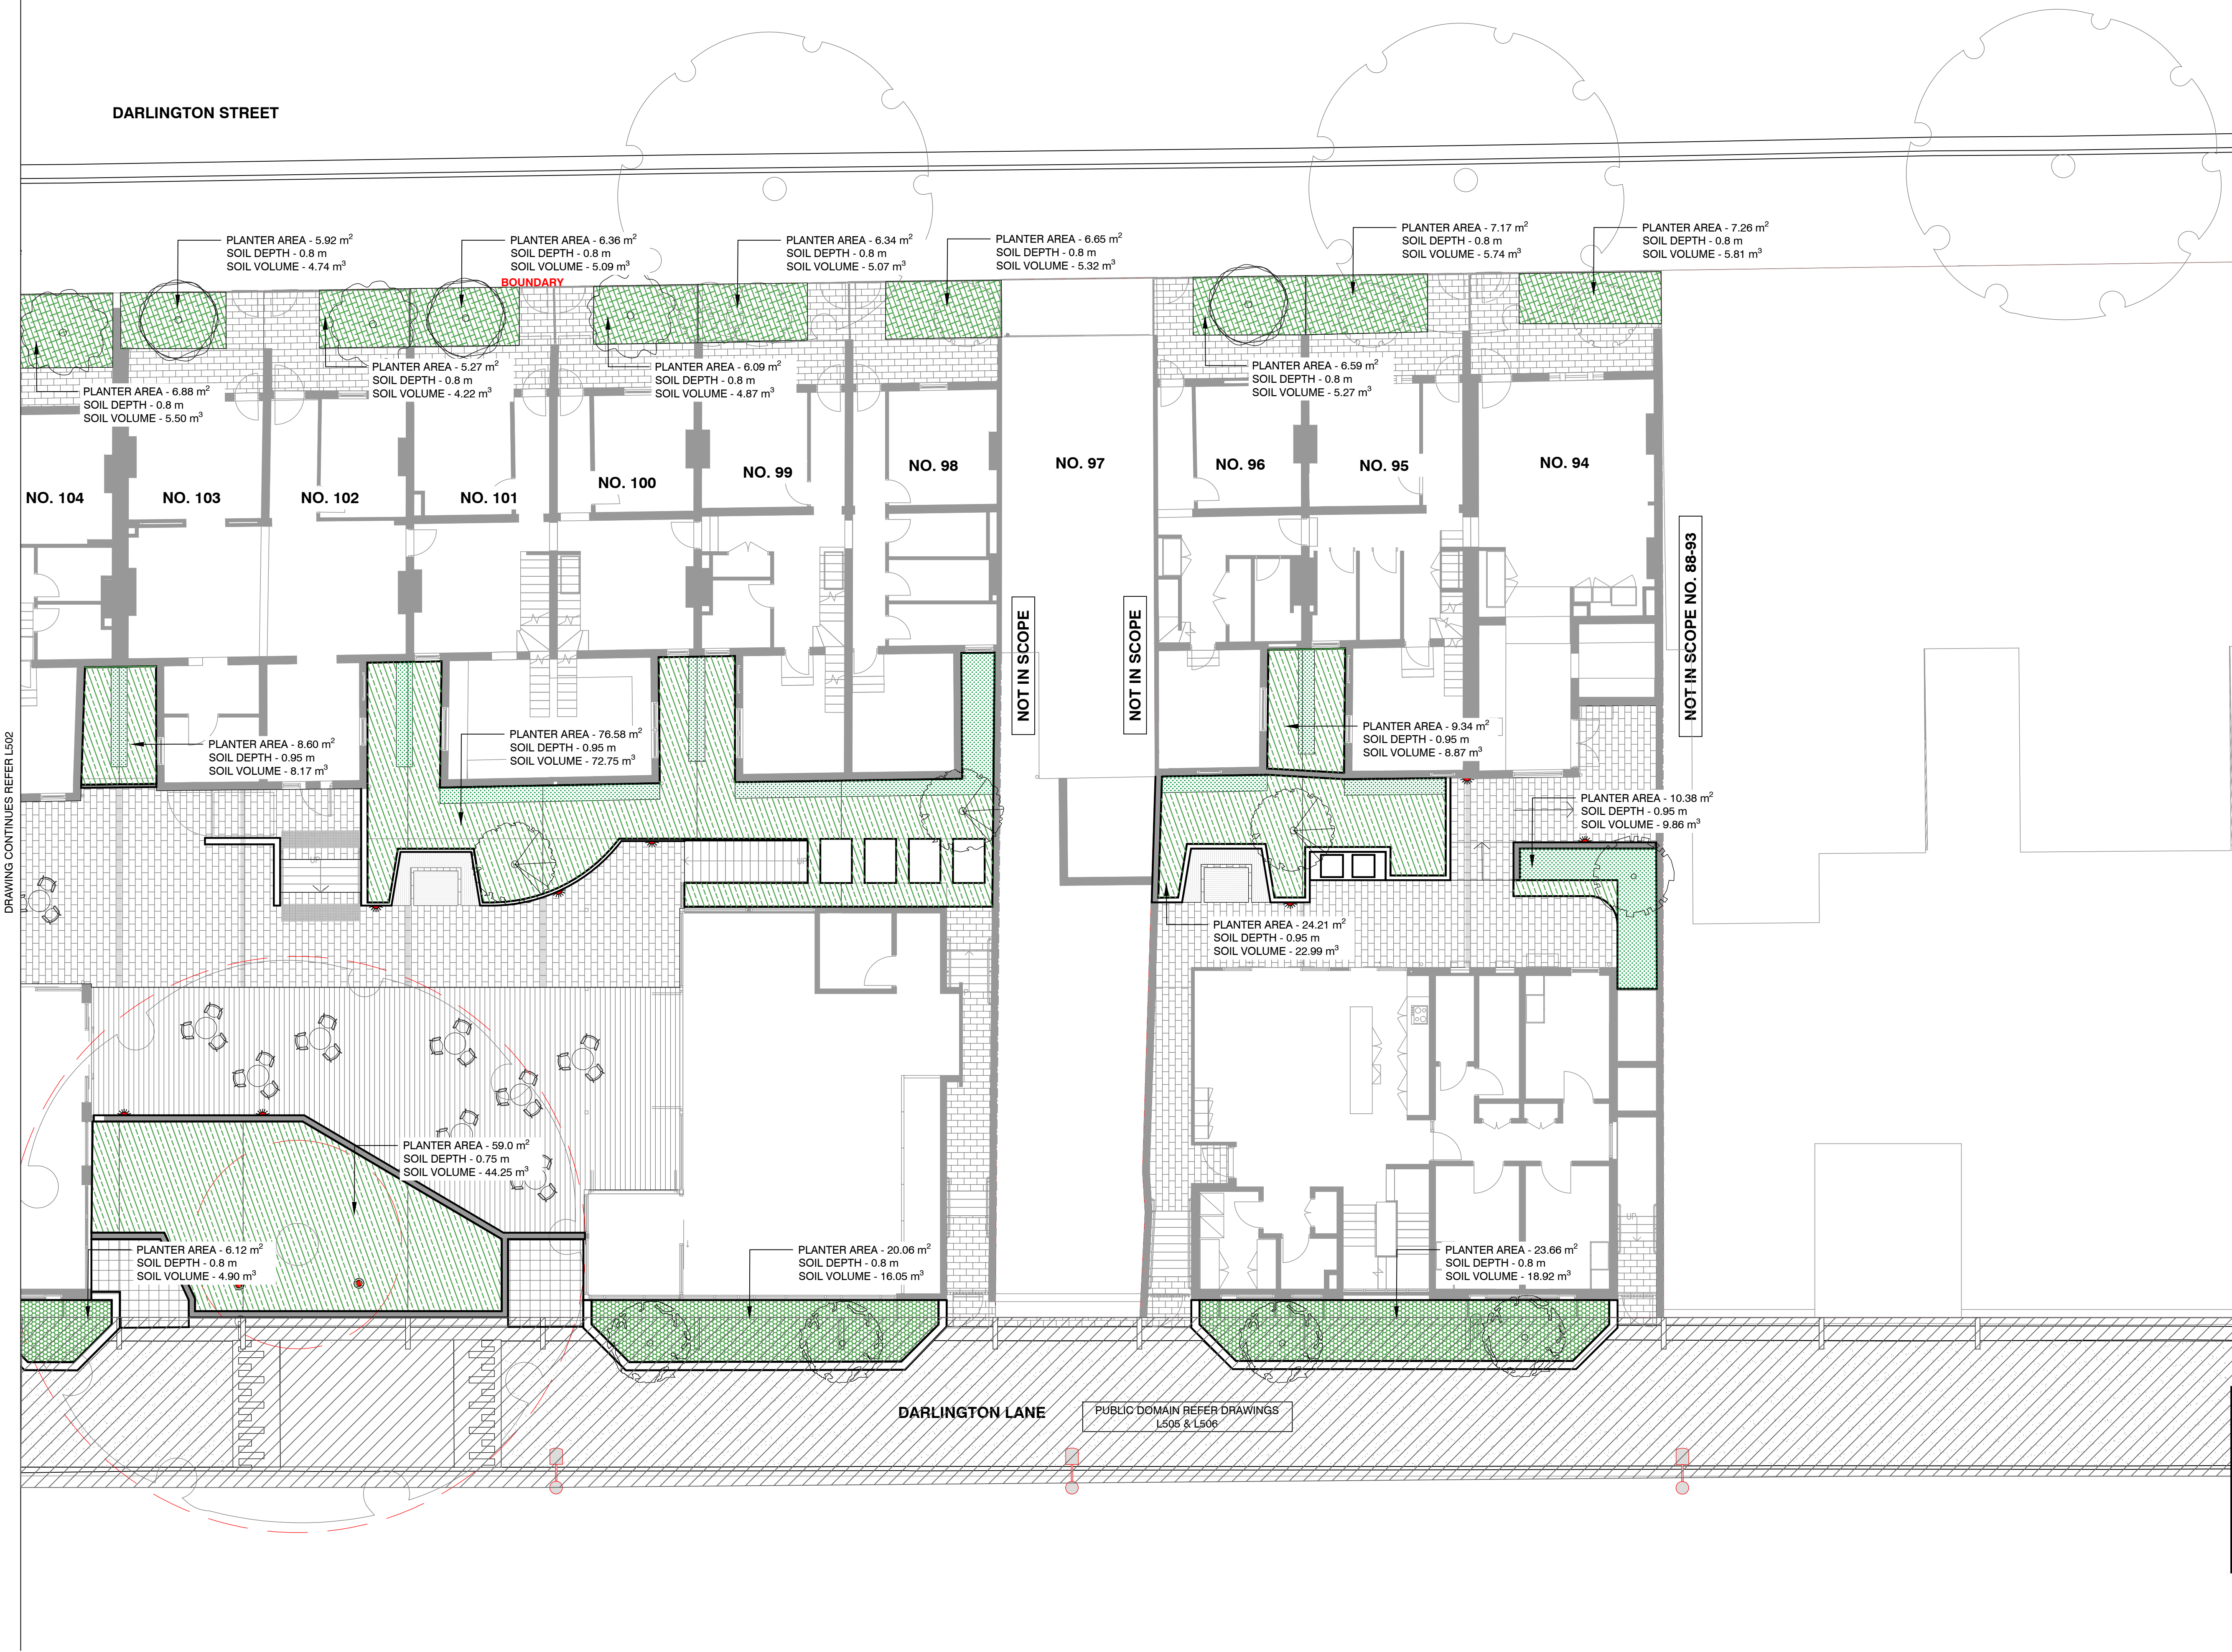 DARLINGTON STREET
PLANTER AREA - 5.92 m²
SOIL DEPTH - 0.8 m
SOIL VOLUME - 4.74 m³
PLANTER AREA - 6.36 m²
SOIL DEPTH - 0.8 m
SOIL VOLUME - 5.09 m³
BOUNDARY
PLANTER AREA - 6.34 m²
SOIL DEPTH - 0.8 m
SOIL VOLUME - 5.07 m³
PLANTER AREA - 6.65 m²
SOIL DEPTH - 0.8 m
SOIL VOLUME - 5.32 m³
PLANTER AREA - 7.17 m²
SOIL DEPTH - 0.8 m
SOIL VOLUME - 5.74 m³
PLANTER AREA - 7.26 m²
SOIL DEPTH - 0.8 m
SOIL VOLUME - 5.81 m³
PLANTER AREA - 6.88 m²
SOIL DEPTH - 0.8 m
SOIL VOLUME - 5.50 m³
PLANTER AREA - 5.27 m²
SOIL DEPTH - 0.8 m
SOIL VOLUME - 4.22 m³
PLANTER AREA - 6.09 m²
SOIL DEPTH - 0.8 m
SOIL VOLUME - 4.87 m³
PLANTER AREA - 6.59 m²
SOIL DEPTH - 0.8 m
SOIL VOLUME - 5.27 m³
NO. 104
NO. 103
NO. 102
NO. 101
NO. 100
NO. 99
NO. 98
NO. 97
NO. 96
NO. 95
NO. 94
NOT IN SCOPE
NOT IN SCOPE
NOT IN SCOPE NO. 88-93
DRAWING CONTINUES REFER L502
PLANTER AREA - 8.60 m²
SOIL DEPTH - 0.95 m
SOIL VOLUME - 8.17 m³
PLANTER AREA - 76.58 m²
SOIL DEPTH - 0.95 m
SOIL VOLUME - 72.75 m³
PLANTER AREA - 9.34 m²
SOIL DEPTH - 0.95 m
SOIL VOLUME - 8.87 m³
PLANTER AREA - 10.38 m²
SOIL DEPTH - 0.95 m
SOIL VOLUME - 9.86 m³
UP
UP
PLANTER AREA - 24.21 m²
SOIL DEPTH - 0.95 m
SOIL VOLUME - 22.99 m³
PLANTER AREA - 59.0 m²
SOIL DEPTH - 0.75 m
SOIL VOLUME - 44.25 m³
UP
PLANTER AREA - 6.12 m²
SOIL DEPTH - 0.8 m
SOIL VOLUME - 4.90 m³
PLANTER AREA - 20.06 m²
SOIL DEPTH - 0.8 m
SOIL VOLUME - 16.05 m³
PLANTER AREA - 23.66 m²
SOIL DEPTH - 0.8 m
SOIL VOLUME - 18.92 m³
DARLINGTON LANE
PUBLIC DOMAIN REFER DRAWINGS
L505 & L506